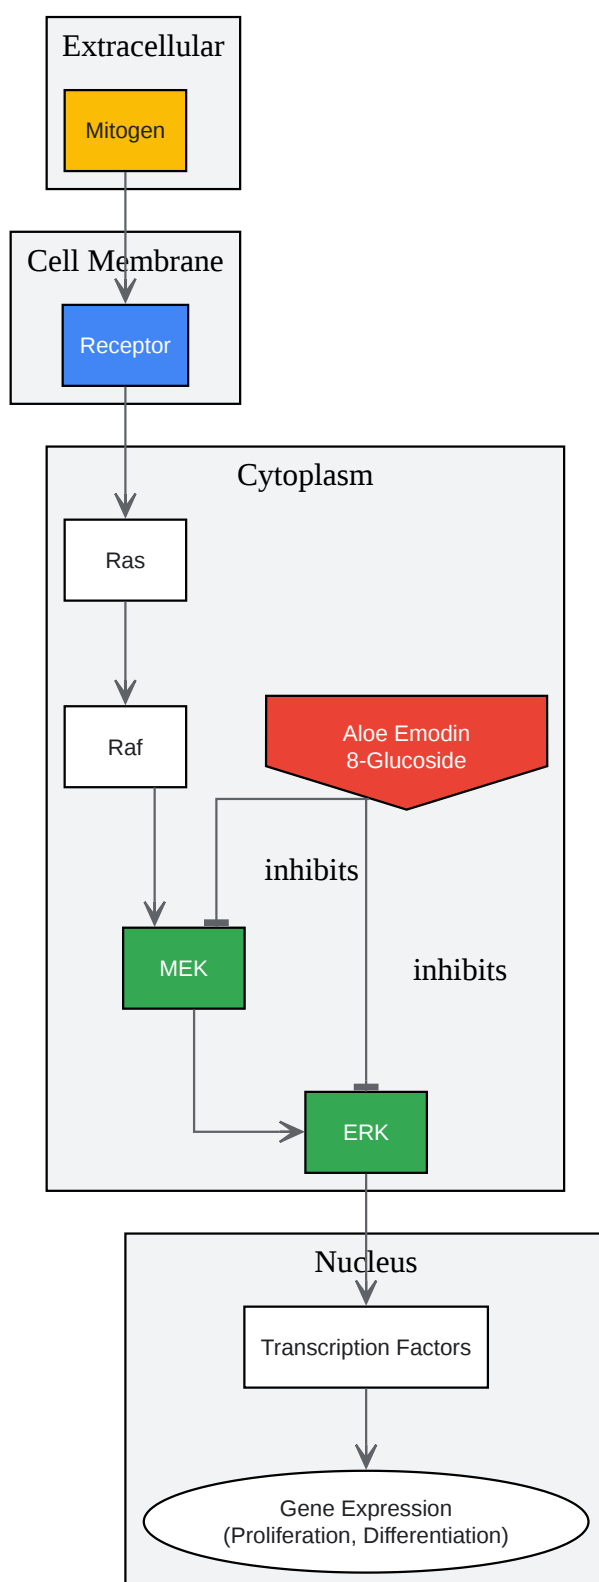 Extracellular
Mitogen
Cell Membrane
Receptor
Cytoplasm
Ras
Raf
Aloe Emodin
8-Glucoside
inhibits
MEK
inhibits
ERK
Nucleus
Transcription Factors
Gene Expression
(Proliferation, Differentiation)